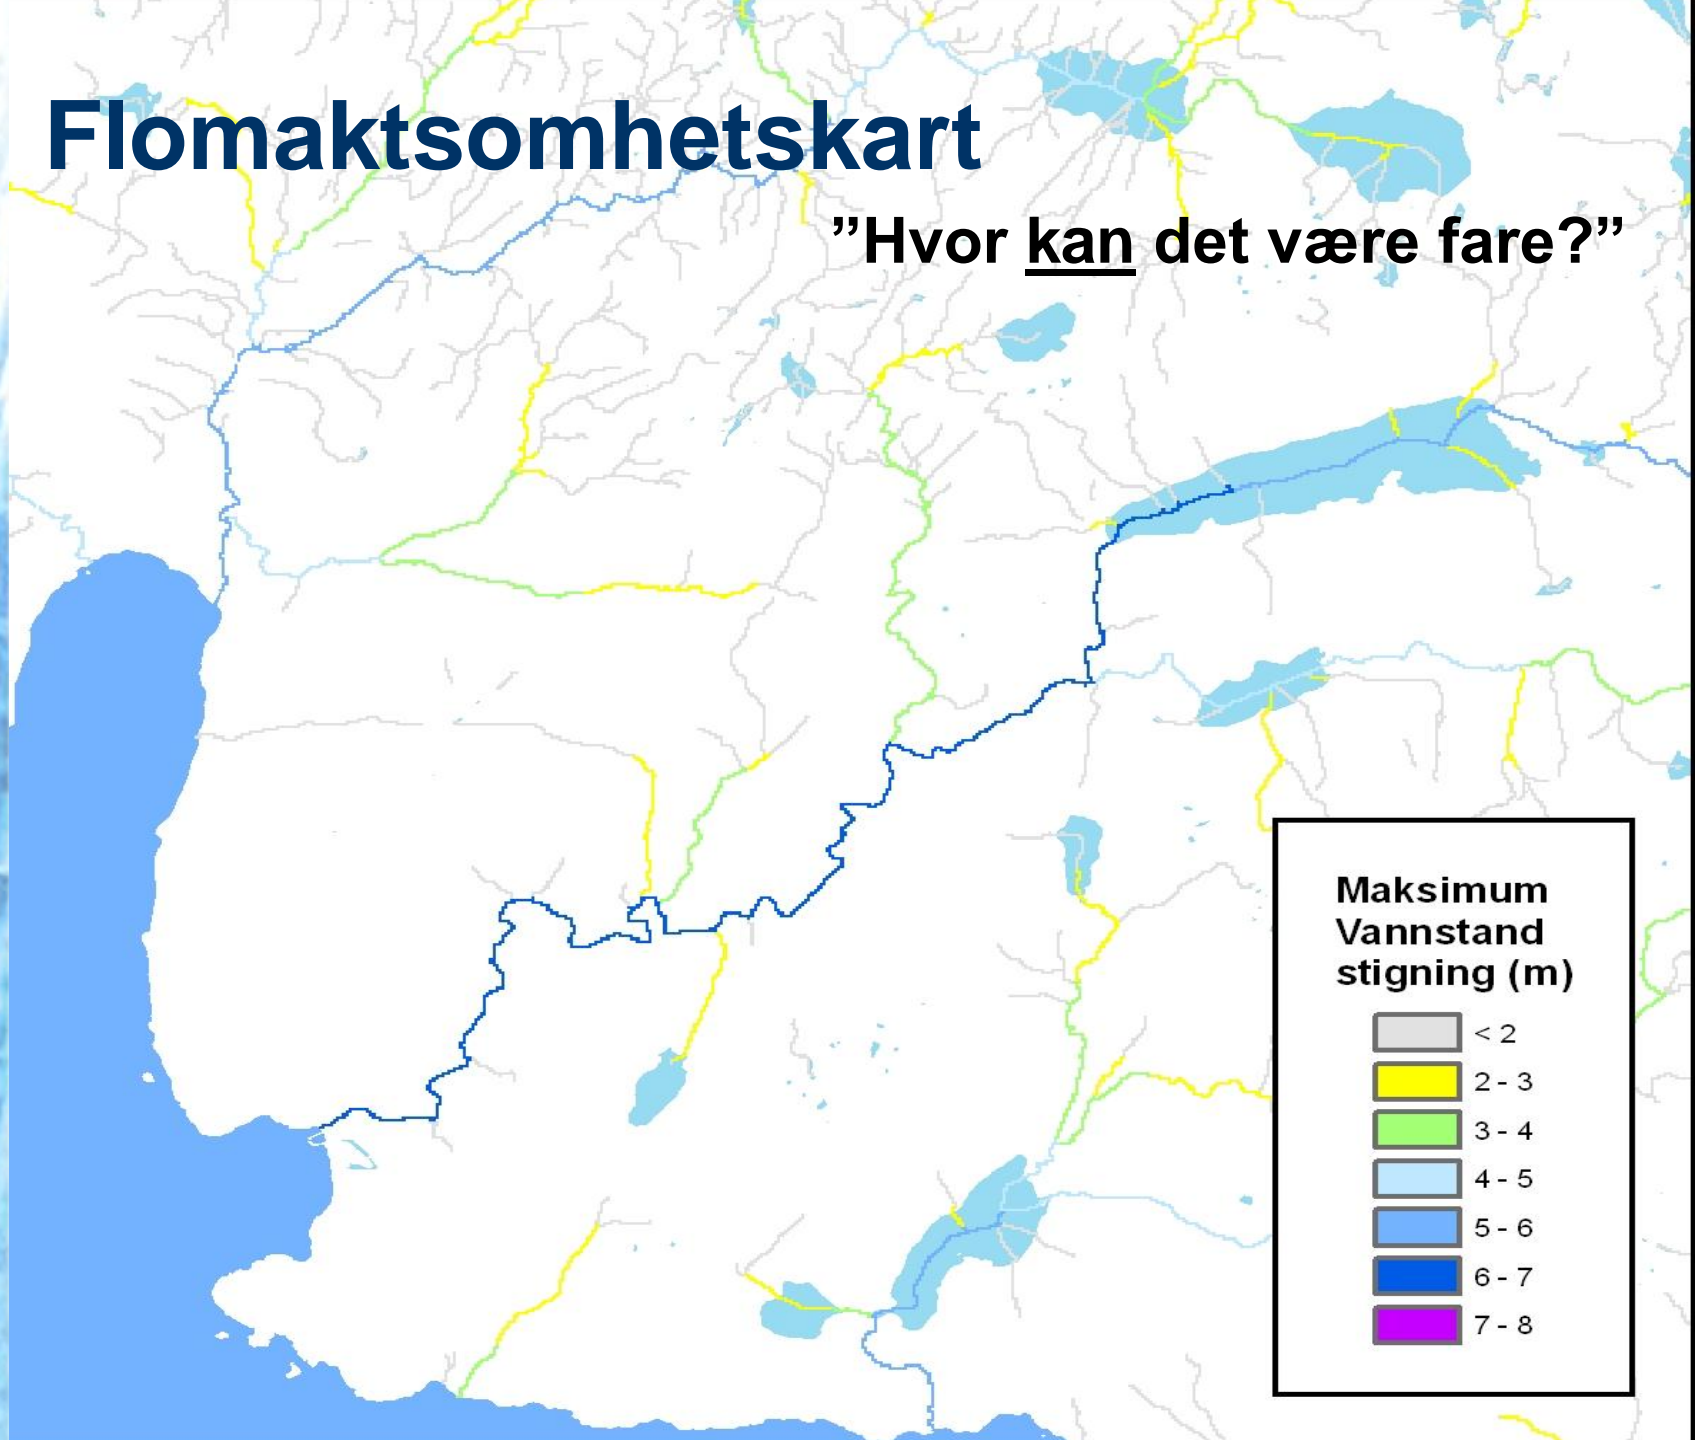 Flomaktsomhetskart
”Hvor kan det være fare?”
Maksimum
Vannstand
stigning (m)
< 2
2 - 3
3 - 4
4 - 5
5 - 6
6 - 7
7 - 8